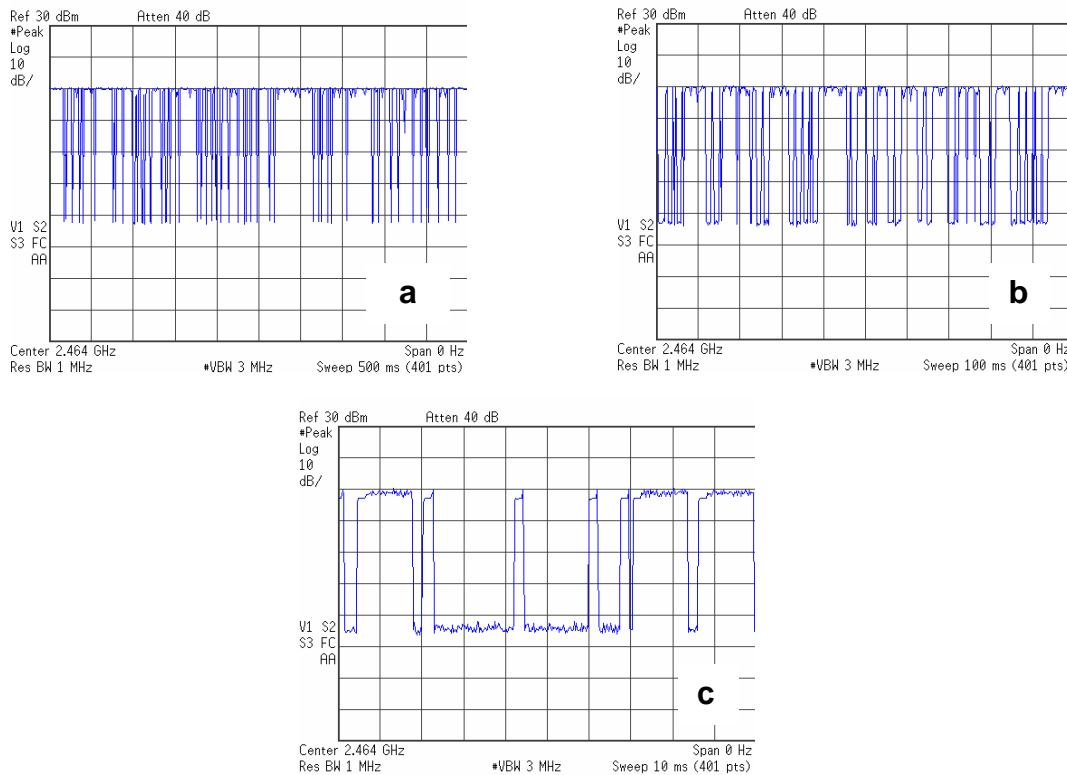 Ref 30 dBm Atten 40 dB
#Peak
Log
10
dB/
V1 S2
S3 FC
AA
a
Center 2.464 GHz Span 0 Hz
Res BW 1 MHz #VBW 3 MHz Sweep 500 ms (401 pts)
Ref 30 dBm Atten 40 dB
#Peak
Log
10
dB/
V1 S2
S3 FC
AA
b
Center 2.464 GHz Span 0 Hz
Res BW 1 MHz #VBW 3 MHz Sweep 100 ms (401 pts)
Ref 30 dBm Atten 40 dB
#Peak
Log
10
dB/
V1 S2
S3 FC
AA
c
Center 2.464 GHz Span 0 Hz
Res BW 1 MHz #VBW 3 MHz Sweep 10 ms (401 pts)